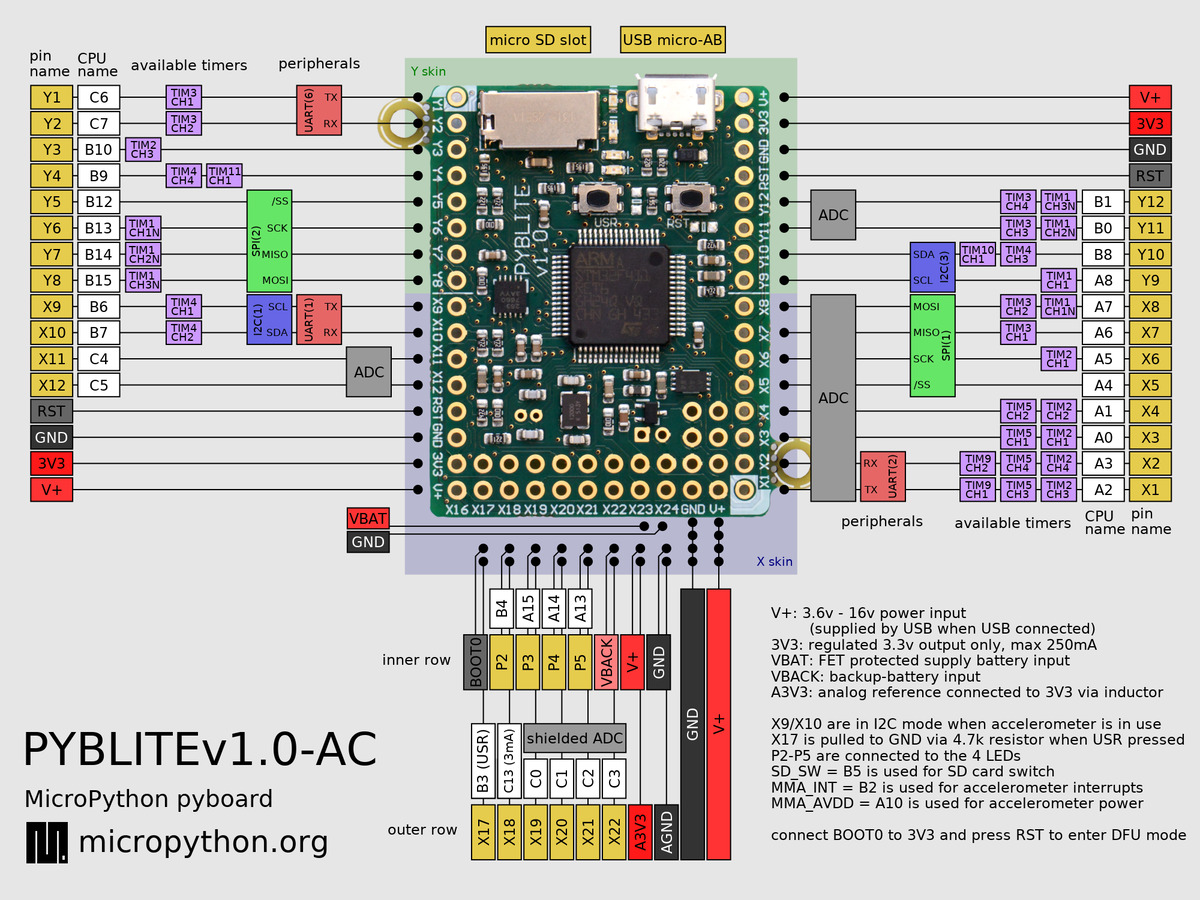 micro SD slot
USB micro-AB
pin name
CPU name
available timers
peripherals
Y skin
Y1 C6 TIM3 CH1 UART(6) TX
Y2 C7 TIM3 CH2 RX
Y3 B10 TIM2 CH3
Y4 B9 TIM4 CH4 TIM11 CH1
Y5 B12 SPI(2) /SS
Y6 B13 TIM1 CH1N SCK
Y7 B14 TIM1 CH2N MISO
Y8 B15 TIM1 CH3N MOSI
X9 B6 TIM4 CH1 I2C(1) SCL UART(1) TX
X10 B7 TIM4 CH2 SDA RX
X11 C4 ADC
X12 C5
RST
GND
3V3
V+
VBAT
GND
Y1
Y2
Y3
Y4
Y5
Y6
Y7
Y8
X9
X10
X11
X12
RST
GND
3V3
V+
PYBLITE
v1.0
USR
RST
ARM
V+
3V3
GND
RST
Y12
Y11
Y10
Y9
X8
X7
X6
X5
X4
X3
X2
X1
X16 X17 X18 X19 X20 X21 X22 X23 X24 GND V+
X skin
V+
3V3
GND
RST
ADC TIM3 CH4 TIM1 CH3N B1 Y12
TIM3 CH3 TIM1 CH2N B0 Y11
SDA I2C(3) TIM10 CH1 TIM4 CH3 B8 Y10
SCL TIM1 CH1 A8 Y9
ADC MOSI SPI(1) TIM3 CH2 TIM1 CH1N A7 X8
MISO TIM3 CH1 A6 X7
SCK TIM2 CH1 A5 X6
/SS A4 X5
TIM5 CH2 TIM2 CH2 A1 X4
TIM5 CH1 TIM2 CH1 A0 X3
RX UART(2) TIM9 CH2 TIM5 CH4 TIM2 CH4 A3 X2
TX TIM9 CH1 TIM5 CH3 TIM2 CH3 A2 X1
peripherals
available timers
CPU name
pin name
B4 A15 A14 A13
inner row
BOOT0 P2 P3 P4 P5 VBACK V+ GND
GND V+
B3 (USR) C13 (3mA)
shielded ADC
C0 C1 C2 C3
outer row
X17 X18 X19 X20 X21 X22 A3V3 AGND
PYBLITEv1.0-AC
MicroPython pyboard
micropython.org
V+: 3.6v - 16v power input
(supplied by USB when USB connected)
3V3: regulated 3.3v output only, max 250mA
VBAT: FET protected supply battery input
VBACK: backup-battery input
A3V3: analog reference connected to 3V3 via inductor
X9/X10 are in I2C mode when accelerometer is in use
X17 is pulled to GND via 4.7k resistor when USR pressed
P2-P5 are connected to the 4 LEDs
SD_SW = B5 is used for SD card switch
MMA_INT = B2 is used for accelerometer interrupts
MMA_AVDD = A10 is used for accelerometer power
connect BOOT0 to 3V3 and press RST to enter DFU mode